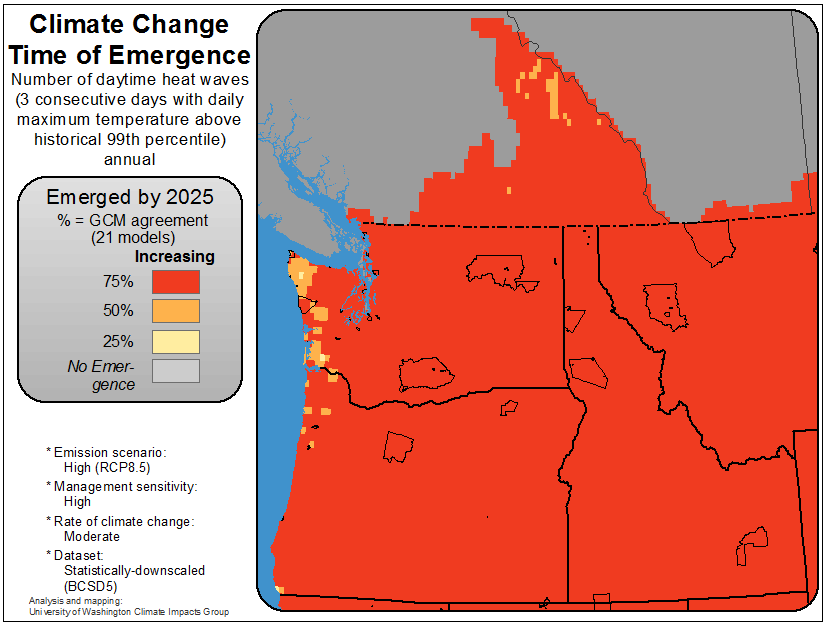 Climate Change
Time of Emergence
Number of daytime heat waves
(3 consecutive days with daily
maximum temperature above
historical 99th percentile)
annual
Emerged by 2025
% = GCM agreement
(21 models)
Increasing
75%
50%
25%
No Emer-
gence
* Emission scenario:
High (RCP8.5)
* Management sensitivity:
High
* Rate of climate change:
Moderate
* Dataset:
Statistically-downscaled
(BCSD5)
Analysis and mapping:
University of Washington Climate Impacts Group